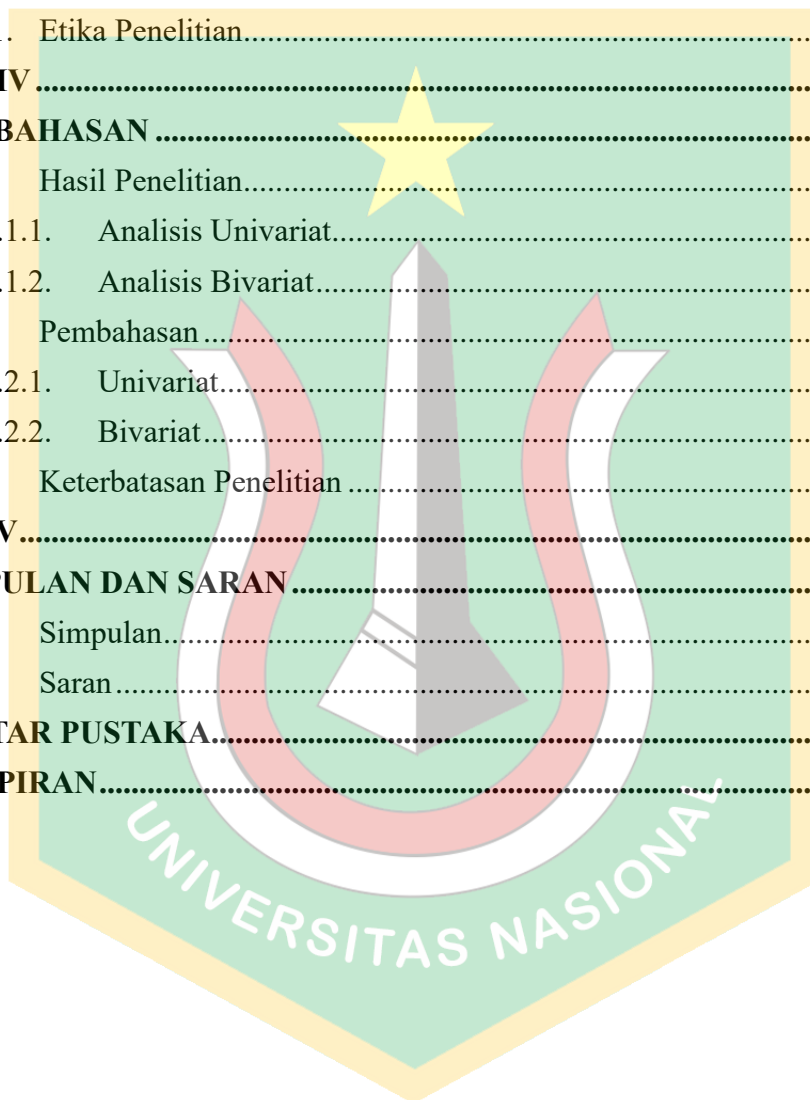 . Etika Penelitian........................................................................
IV........................................................................
BAHASAN........................................................................
Hasil Penelitian........................................................................
.1.1. Analisis Univariat........................................................................
.1.2. Analisis Bivariat........................................................................
Pembahasan........................................................................
.2.1. Univariat........................................................................
.2.2. Bivariat........................................................................
Keterbatasan Penelitian........................................................................
V........................................................................
PULAN DAN SARAN........................................................................
Simpulan........................................................................
Saran........................................................................
TAR PUSTAKA........................................................................
PIRAN........................................................................
UNIVERSITAS NASIONAL